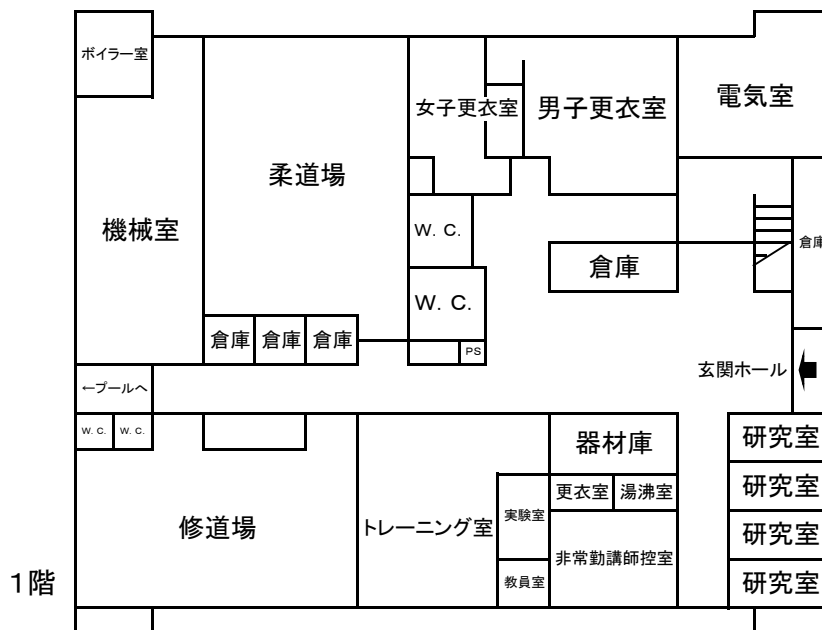 ボイラー室
女子更衣室
男子更衣室
電気室
柔道場
機械室
W. C.
倉庫
倉庫
W. C.
倉庫
倉庫
倉庫
PS
玄関ホール
←プールへ
W. C.
W. C.
器材庫
研究室
更衣室
湯沸室
研究室
修道場
トレーニング室
実験室
研究室
非常勤講師控室
教員室
研究室
1階